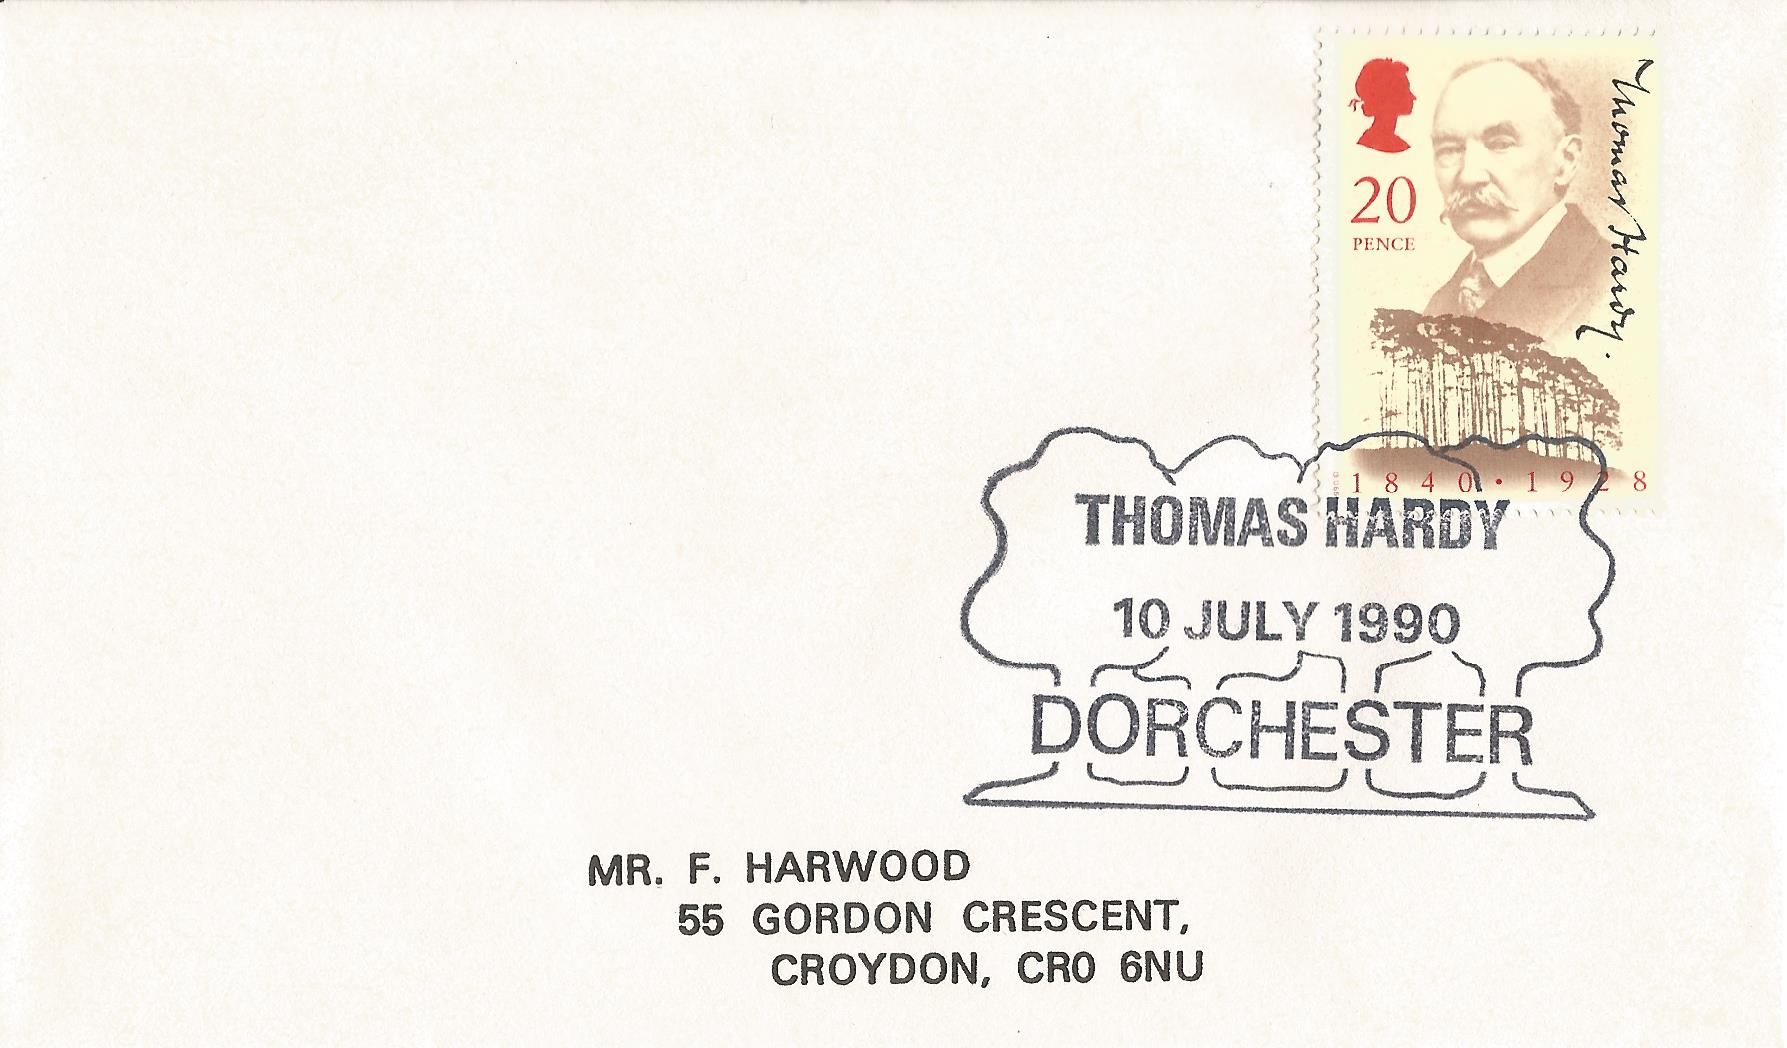 Thomas Hardy.
20
PENCE
1840·1928
THOMAS HARDY
10 JULY 1990
DORCHESTER
MR. F. HARWOOD
55 GORDON CRESCENT,
CROYDON, CR0 6NU